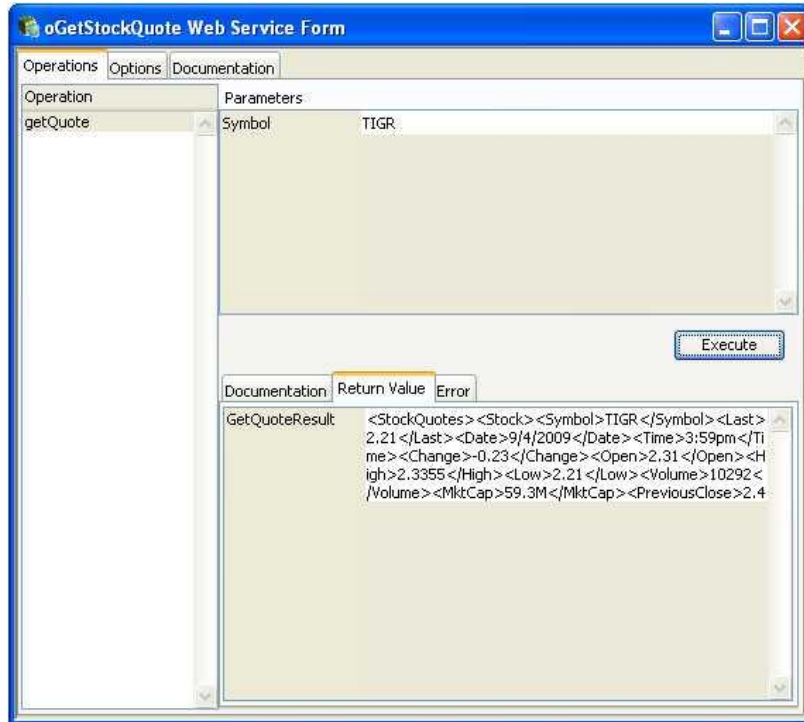 oGetStockQuote Web Service Form
Operations Options Documentation
Operation
getQuote
Parameters
Symbol TIGR
Execute
Documentation Return Value Error
GetQuoteResult <StockQuotes><Stock><Symbol>TIGR</Symbol><Last>
2.21</Last><Date>9/4/2009</Date><Time>3:59pm</Ti
me><Change>-0.23</Change><Open>2.31</Open><H
igh>2.3355</High><Low>2.21</Low><Volume>10292<
/Volume><MktCap>59.3M</MktCap><PreviousClose>2.4